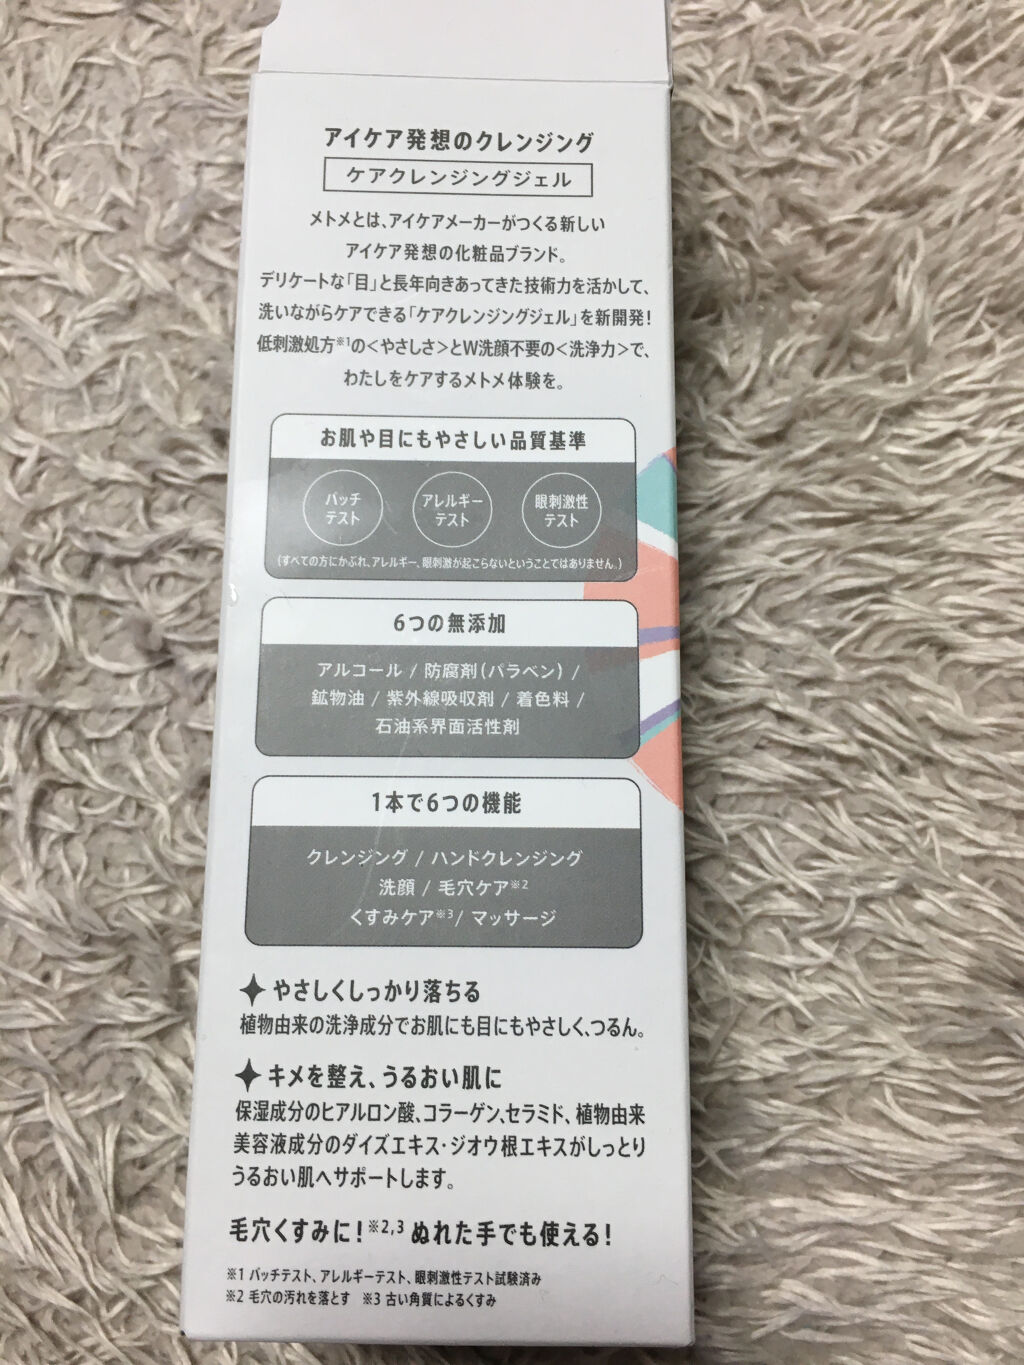 アイケア発想のクレンジング
ケアクレンジングジェル
メトメとは、アイケアメーカーがつくる新しい
アイケア発想の化粧品ブランド。
デリケートな「目」と長年向きあってきた技術力を活かして、
洗いながらケアできる「ケアクレンジングジェル」を新開発!
低刺激処方※1の<やさしさ>とW洗顔不要の<洗浄力>で、
わたしをケアするメトメ体験を。
お肌や目にもやさしい品質基準
パッチ
テスト
アレルギー
テスト
眼刺激性
テスト
(すべての方にかぶれ、アレルギー、眼刺激が起こらないということではありません。)
6つの無添加
アルコール / 防腐剤(パラベン) /
鉱物油 / 紫外線吸収剤 / 着色料 /
石油系界面活性剤
1本で6つの機能
クレンジング / ハンドクレンジング
洗顔 / 毛穴ケア※2
くすみケア※3/ マッサージ
やさしくしっかり落ちる
植物由来の洗浄成分でお肌にも目にもやさしく、つるん。
キメを整え、うるおい肌に
保湿成分のヒアルロン酸、コラーゲン、セラミド、植物由来
美容液成分のダイズエキス・ジオウ根エキスがしっとり
うるおい肌へサポートします。
毛穴くすみに!※2,3 ぬれた手でも使える!
※1 パッチテスト、アレルギーテスト、眼刺激性テスト試験済み
※2 毛穴の汚れを落とす ※3 古い角質によるくすみ